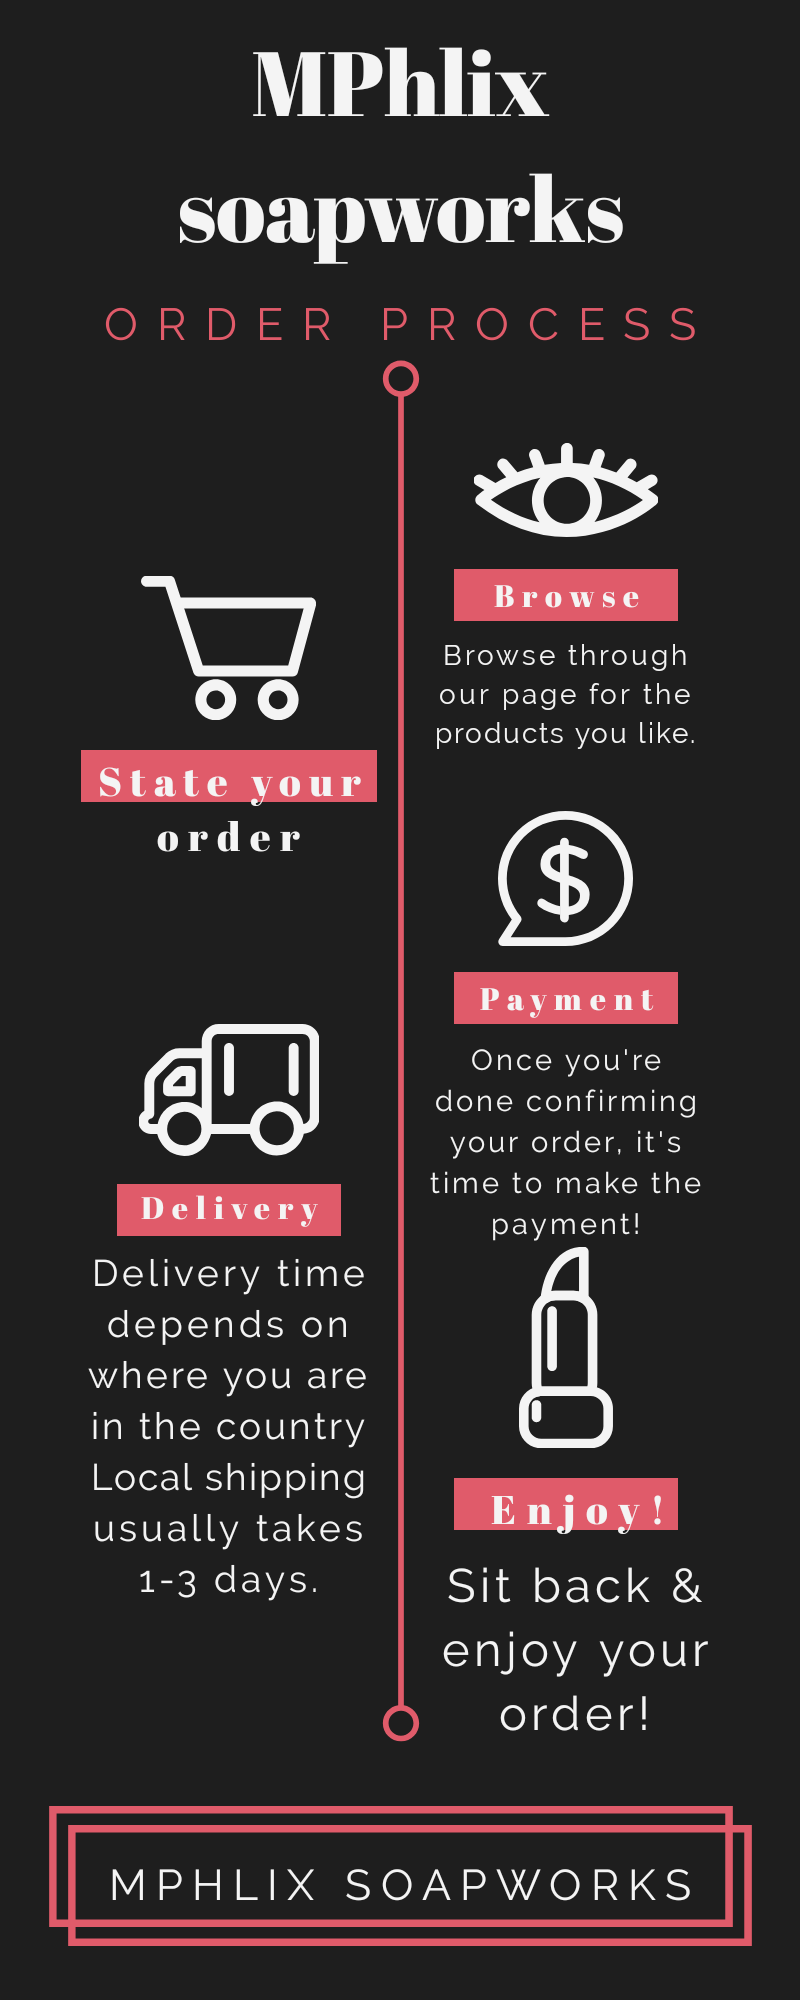 MPhlix
soapworks
ORDER PROCESS
Browse
Browse through
our page for the
products you like.
State your
order
Payment
Once you're
done confirming
your order, it's
time to make the
payment!
Delivery
Delivery time
depends on
where you are
in the country
Local shipping
usually takes
1-3 days.
Enjoy!
Sit back &
enjoy your
order!
MPHLIX SOAPWORKS